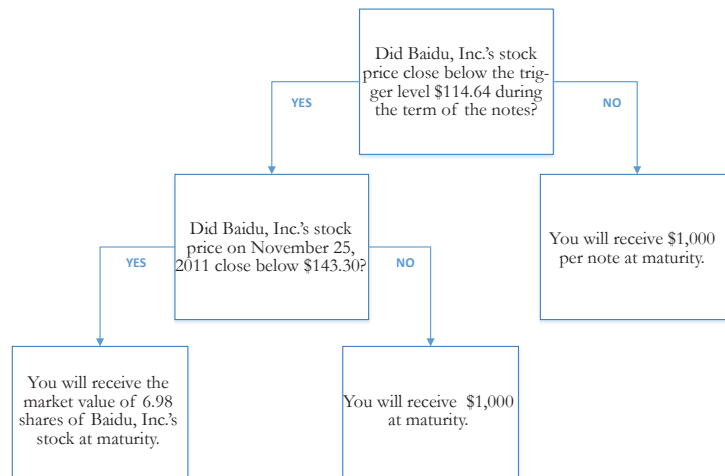 Did Baidu, Inc.'s stock
price close below the trig-
ger level $114.64 during
the term of the notes?
YES
NO
Did Baidu, Inc.'s stock
price on November 25,
2011 close below $143.30?
You will receive $1,000
per note at maturity.
YES
NO
You will receive the
market value of 6.98
shares of Baidu, Inc.'s
stock at maturity.
You will receive $1,000
at maturity.